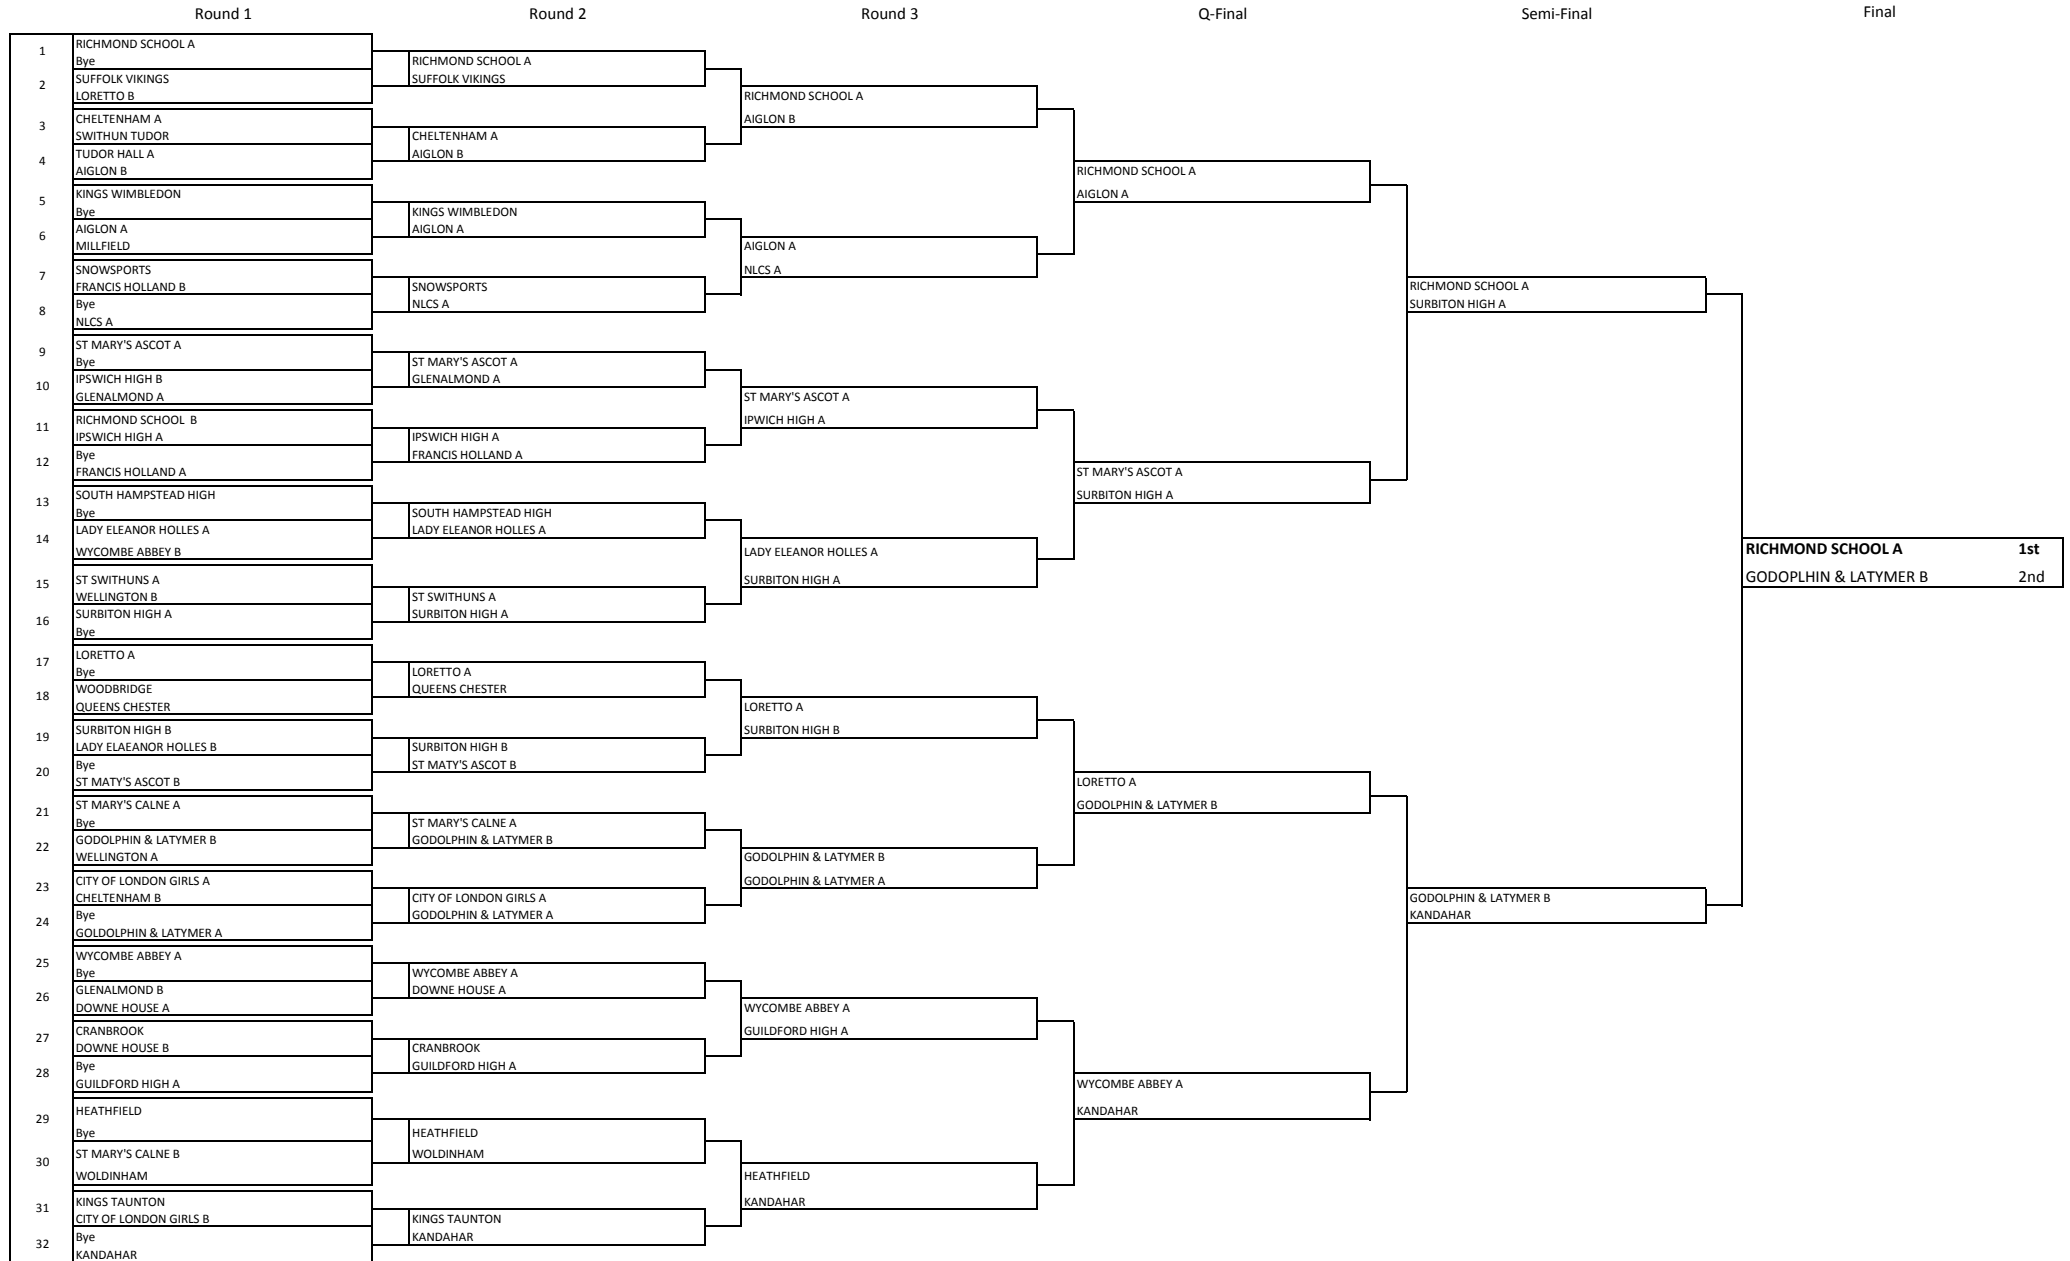 Round 1
Round 2
Round 3
Q-Final
Semi-Final
Final
1
RICHMOND SCHOOL A
Bye
2
SUFFOLK VIKINGS
LORETTO B
3
CHELTENHAM A
SWITHUN TUDOR
4
TUDOR HALL A
AIGLON B
5
KINGS WIMBLEDON
Bye
6
AIGLON A
MILLFIELD
7
SNOWSPORTS
FRANCIS HOLLAND B
8
Bye
NLCS A
9
ST MARY'S ASCOT A
Bye
10
IPSWICH HIGH B
GLENALMOND A
11
RICHMOND SCHOOL  B
IPSWICH HIGH A
12
Bye
FRANCIS HOLLAND A
13
SOUTH HAMPSTEAD HIGH
Bye
14
LADY ELEANOR HOLLES A
WYCOMBE ABBEY B
15
ST SWITHUNS A
WELLINGTON B
16
SURBITON HIGH A
Bye
17
LORETTO A
Bye
18
WOODBRIDGE
QUEENS CHESTER
19
SURBITON HIGH B
LADY ELAEANOR HOLLES B
20
Bye
ST MATY'S ASCOT B
21
ST MARY'S CALNE A
Bye
22
GODOLPHIN & LATYMER B
WELLINGTON A
23
CITY OF LONDON GIRLS A
CHELTENHAM B
24
Bye
GOLDOLPHIN & LATYMER A
25
WYCOMBE ABBEY A
Bye
26
GLENALMOND B
DOWNE HOUSE A
27
CRANBROOK
DOWNE HOUSE B
28
Bye
GUILDFORD HIGH A
29
HEATHFIELD
Bye
30
ST MARY'S CALNE B
WOLDINHAM
31
KINGS TAUNTON
CITY OF LONDON GIRLS B
32
Bye
KANDAHAR
RICHMOND SCHOOL A
SUFFOLK VIKINGS
CHELTENHAM A
AIGLON B
KINGS WIMBLEDON
AIGLON A
SNOWSPORTS
NLCS A
ST MARY'S ASCOT A
GLENALMOND A
IPSWICH HIGH A
FRANCIS HOLLAND A
SOUTH HAMPSTEAD HIGH
LADY ELEANOR HOLLES A
ST SWITHUNS A
SURBITON HIGH A
LORETTO A
QUEENS CHESTER
SURBITON HIGH B
ST MATY'S ASCOT B
ST MARY'S CALNE A
GODOLPHIN & LATYMER B
CITY OF LONDON GIRLS A
GODOLPHIN & LATYMER A
WYCOMBE ABBEY A
DOWNE HOUSE A
CRANBROOK
GUILDFORD HIGH A
HEATHFIELD
WOLDINHAM
KINGS TAUNTON
KANDAHAR
RICHMOND SCHOOL A
AIGLON B
AIGLON A
NLCS A
ST MARY'S ASCOT A
IPWICH HIGH A
LADY ELEANOR HOLLES A
SURBITON HIGH A
LORETTO A
SURBITON HIGH B
GODOLPHIN & LATYMER B
GODOLPHIN & LATYMER A
WYCOMBE ABBEY A
GUILDFORD HIGH A
HEATHFIELD
KANDAHAR
RICHMOND SCHOOL A
AIGLON A
ST MARY'S ASCOT A
SURBITON HIGH A
LORETTO A
GODOLPHIN & LATYMER B
WYCOMBE ABBEY A
KANDAHAR
RICHMOND SCHOOL A
SURBITON HIGH A
GODOLPHIN & LATYMER B
KANDAHAR
RICHMOND SCHOOL A 1st
GODOPLHIN & LATYMER B 2nd